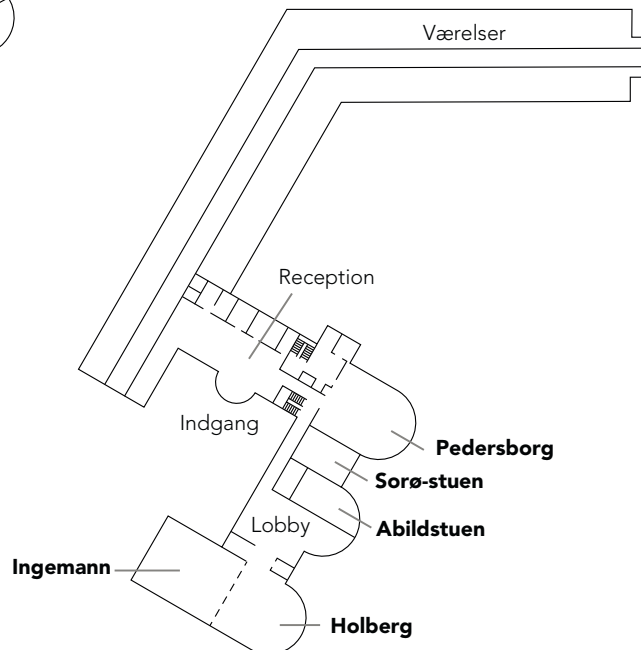 Værelser
Reception
Indgang
Pedersborg
Sorø-stuen
Lobby
Abildstuen
Ingemann
Holberg